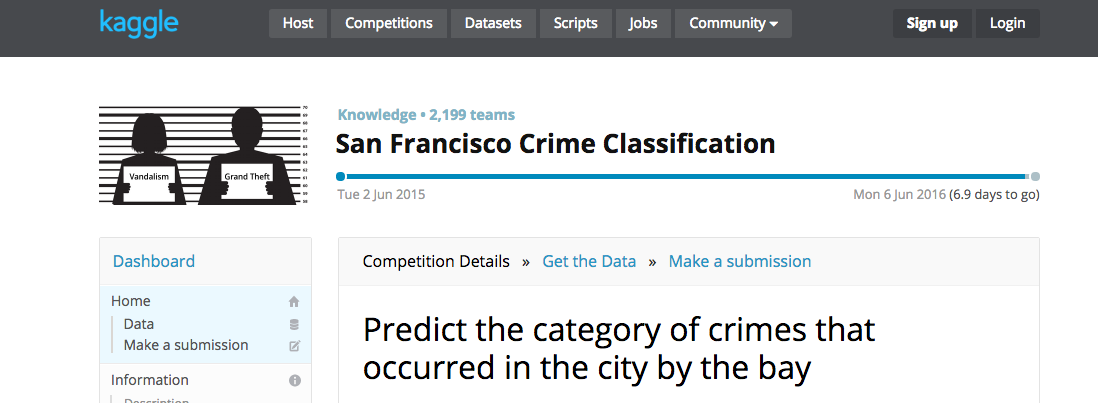 kaggle
Host Competitions Datasets Scripts Jobs Community
Sign up Login
Knowledge • 2,199 teams
San Francisco Crime Classification
Vandalism
Grand Theft
Tue 2 Jun 2015
Mon 6 Jun 2016 (6.9 days to go)
Dashboard
Home
Data
Make a submission
Information
Description
Competition Details » Get the Data » Make a submission
Predict the category of crimes that
occurred in the city by the bay